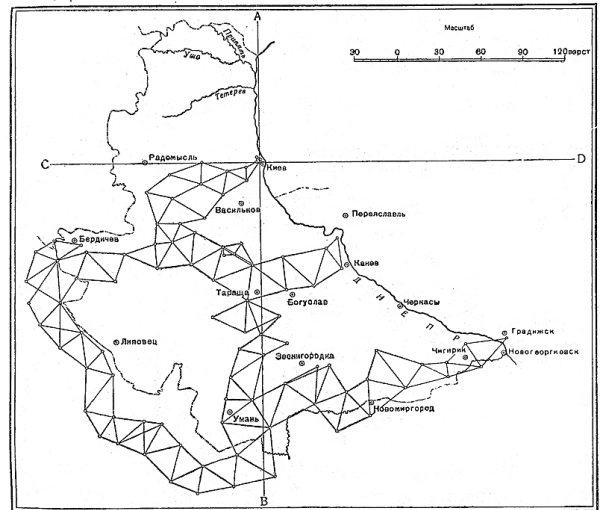 А
Масштаб
30 0 30 60 90 120 верст
Припять
Уша
Тетерев
С
Радомысль
Киев
D
Васильков
Переяславль
Бердичев
Канев
Тараща
Богуслав
ДНЕПР
Черкасы
Градижск
Липовец
Звенигородка
Чигирин
Новогеоргиевск
Новомиргород
Умань
В